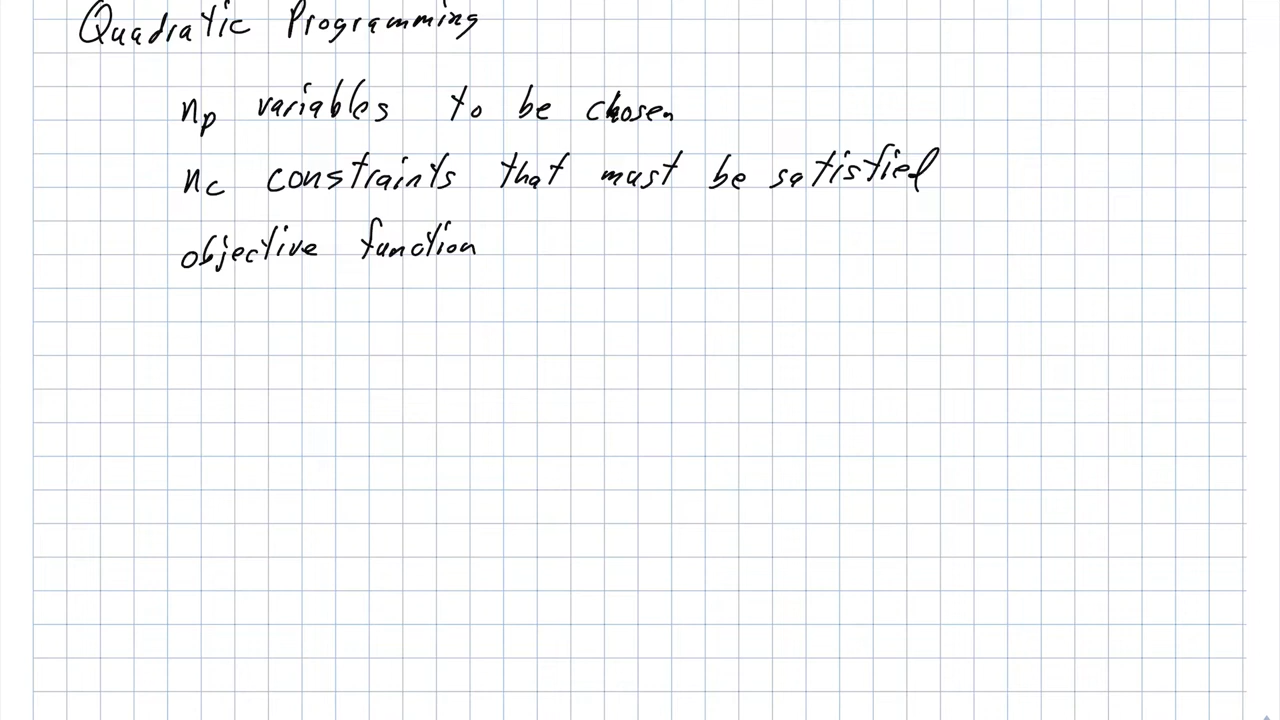 Quadratic Programming
np variables to be chosen
nc constraints that must be satisfied
objective function